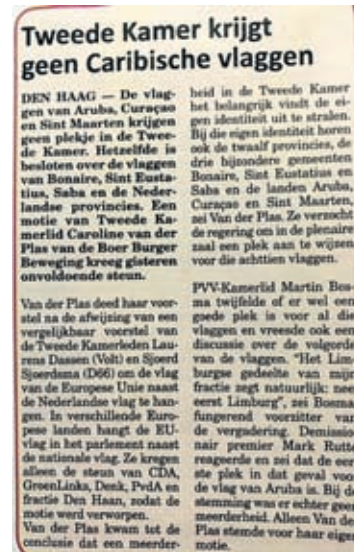 Tweede Kamer krijgt
geen Caribische vlaggen
DEN HAAG — De vlag-
gen van Aruba, Curaçao
en Sint Maarten krijgen
geen plekje in de Twee-
de Kamer. Hetzelfde is
besloten over de vlaggen
van Bonaire, Sint Eusta-
tius, Saba en de Neder-
landse provincies. Een
motie van Tweede Ka-
merlid Caroline van der
Plas van de Boer Burger
Beweging kreeg gisteren
onvoldoende steun.
Van der Plas deed haar voor-
stel na de afwijzing van een
vergelijkbaar voorstel van
de Tweede Kamerleden Lau-
rens Dassen (Volt) en Sjoerd
Sjoerdsma (D66) om de vlag
van de Europese Unie naast
de Nederlandse vlag te han-
gen. In verschillende Euro-
pese landen hangt de EU-
vlag in het parlement naast
de nationale vlag. Ze kregen
alleen de steun van CDA,
GroenLinks, Denk, PvdA en
fractie Den Haan, zodat de
motie werd verworpen.
Van der Plas kwam tot de
conclusie dat een meerder-
heid in de Tweede Kamer
het belangrijk vindt de ei-
gen identiteit uit te stralen.
Bij die eigen identiteit horen
ook de twaalf provincies, de
drie bijzondere gemeenten
Bonaire, Sint Eustatius en
Saba en de landen Aruba,
Curaçao en Sint Maarten,
zei Van der Plas. Ze verzocht
de regering om in de plenaire
zaal een plek aan te wijzen
voor die achttien vlaggen.
PVV-Kamerlid Martin Bos-
ma twijfelde of er wel een
goede plek is voor al die
vlaggen en vreesde ook een
discussie over de volgorde
van de vlaggen. "Het Lim-
burgse gedeelte van mijn
fractie zegt natuurlijk: nee
eerst Limburg", zei Bosma
fungerend voorzitter van
de vergadering. Demissio-
nair premier Mark Rutte
reageerde en zei dat de eer-
ste plek in dat geval voor
de vlag van Aruba is. Bij de
stemming was er echter geen
meerderheid. Alleen Van der
Plas stemde voor haar eigen
motie.